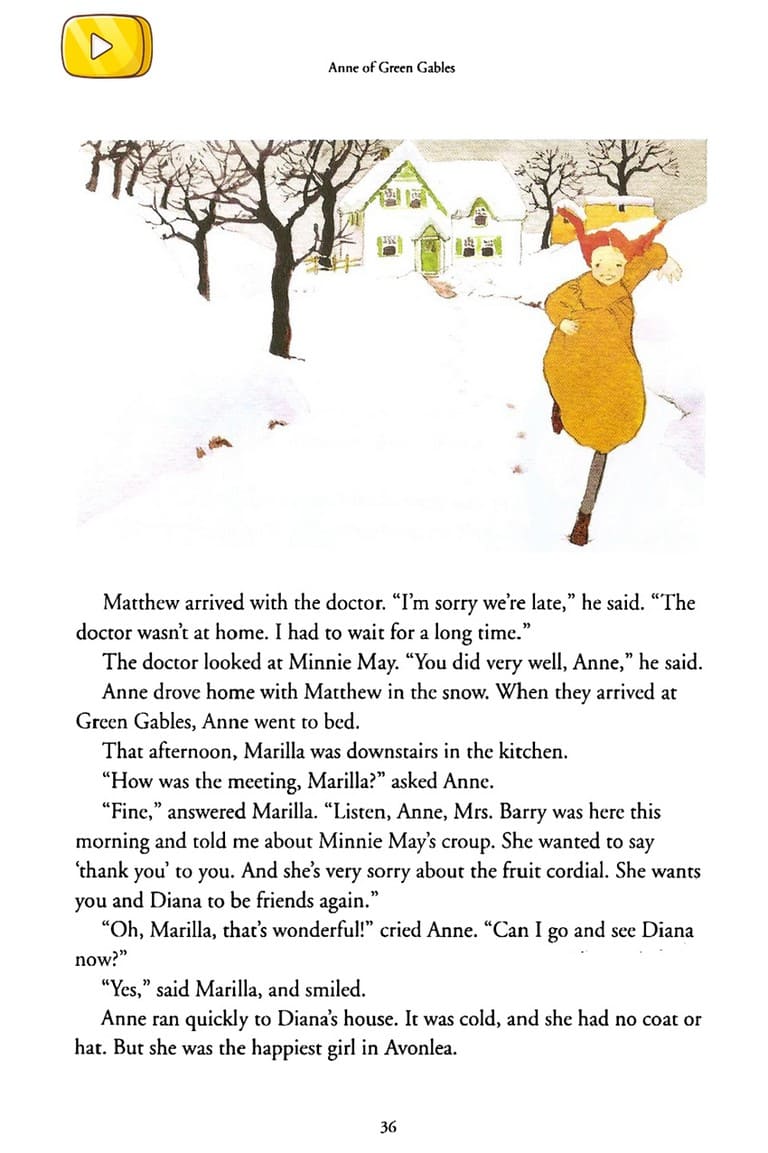 Anne of Green Gables
Matthew arrived with the doctor. “I’m sorry we’re late,” he said. “The
doctor wasn’t at home. I had to wait for a long time.”
The doctor looked at Minnie May. “You did very well, Anne,” he said.
Anne drove home with Matthew in the snow. When they arrived at
Green Gables, Anne went to bed.
That afternoon, Marilla was downstairs in the kitchen.
“How was the meeting, Marilla?” asked Anne.
“Fine,” answered Marilla. “Listen, Anne, Mrs. Barry was here this
morning and told me about Minnie May’s croup. She wanted to say
‘thank you’ to you. And she’s very sorry about the fruit cordial. She wants
you and Diana to be friends again.”
“Oh, Marilla, that’s wonderful!” cried Anne. “Can I go and see Diana
now?”
“Yes,” said Marilla, and smiled.
Anne ran quickly to Diana’s house. It was cold, and she had no coat or
hat. But she was the happiest girl in Avonlea.
36